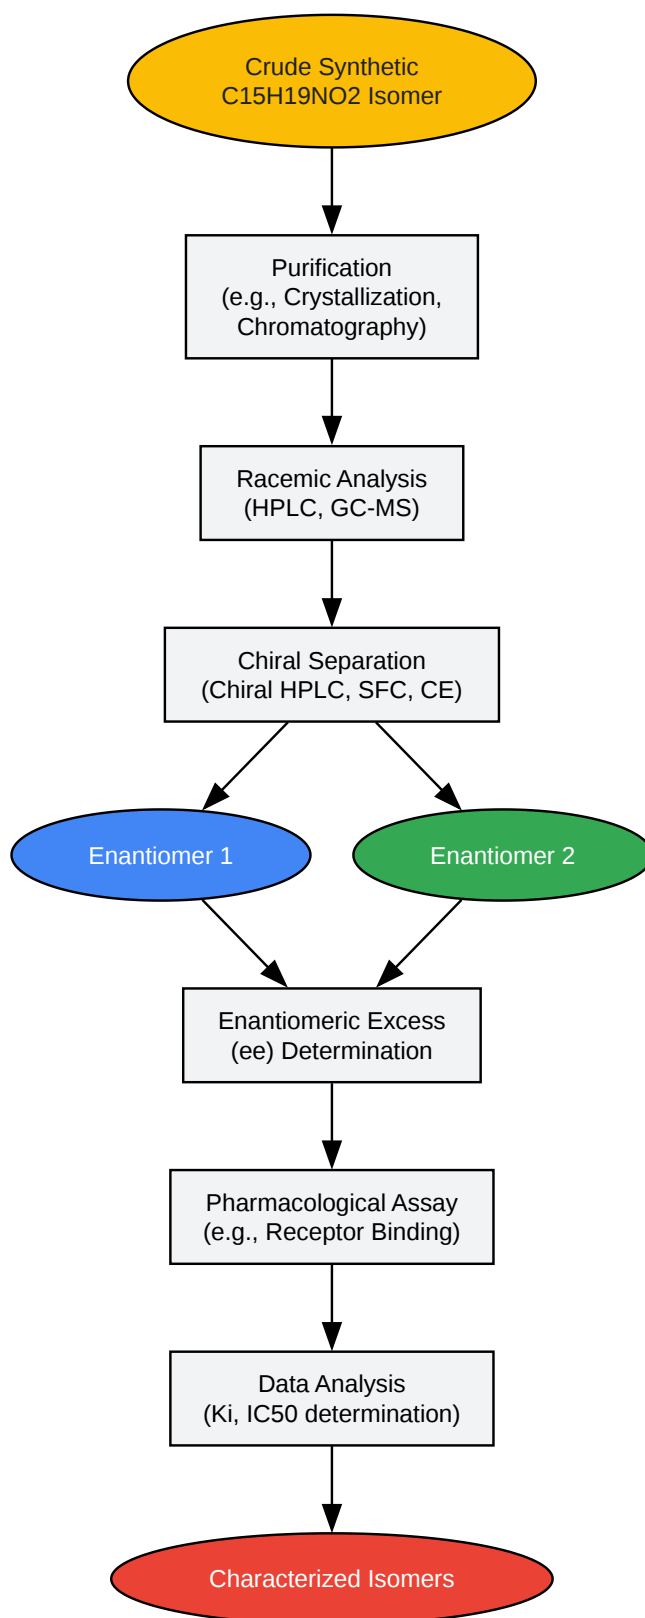 Crude Synthetic
C15H19NO2 Isomer
Purification
(e.g., Crystallization,
Chromatography)
Racemic Analysis
(HPLC, GC-MS)
Chiral Separation
(Chiral HPLC, SFC, CE)
Enantiomer 1
Enantiomer 2
Enantiomeric Excess
(ee) Determination
Pharmacological Assay
(e.g., Receptor Binding)
Data Analysis
(Ki, IC50 determination)
Characterized Isomers